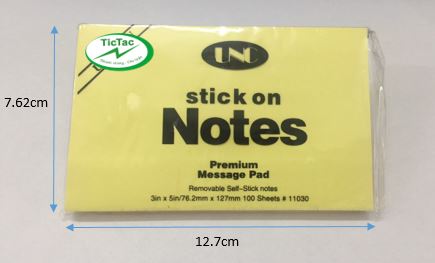 TicTac
UNC
7.62cm
stick on
Notes
Premium
Message Pad
Removable Self-Stick notes
3in x 5in/76.2mm x 127mm 100 Sheets # 11030
12.7cm